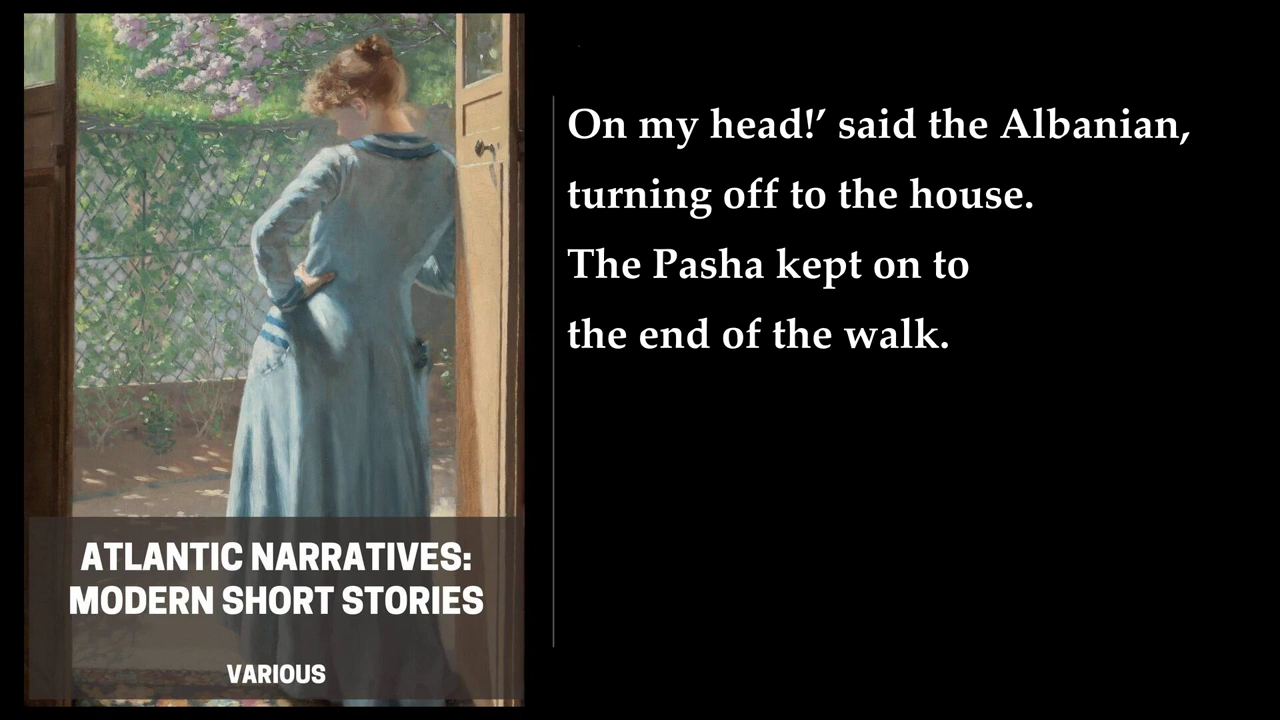 On my head!’ said the Albanian,
turning off to the house.
The Pasha kept on to
the end of the walk.
ATLANTIC NARRATIVES:
MODERN SHORT STORIES
VARIOUS